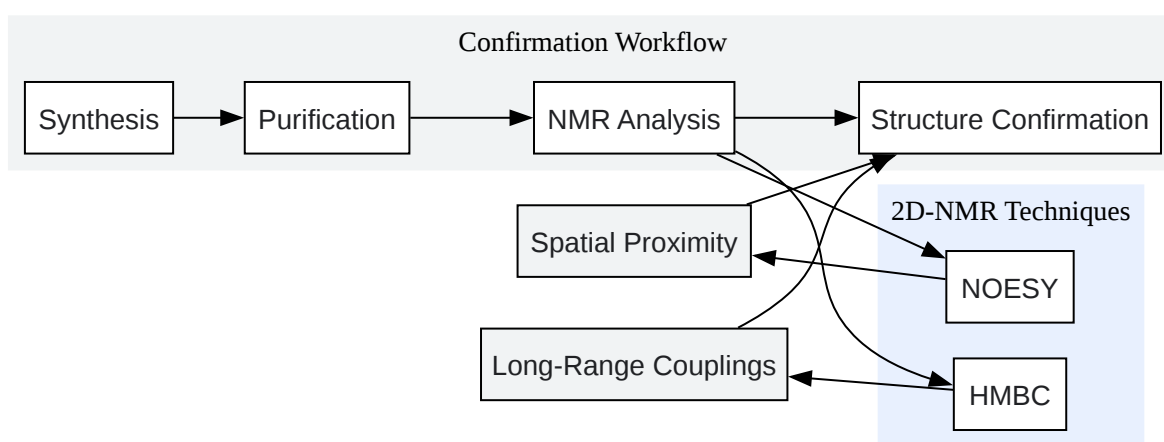 Confirmation Workflow
Synthesis
Purification
NMR Analysis
Structure Confirmation
2D-NMR Techniques
Spatial Proximity
NOESY
Long-Range Couplings
HMBC